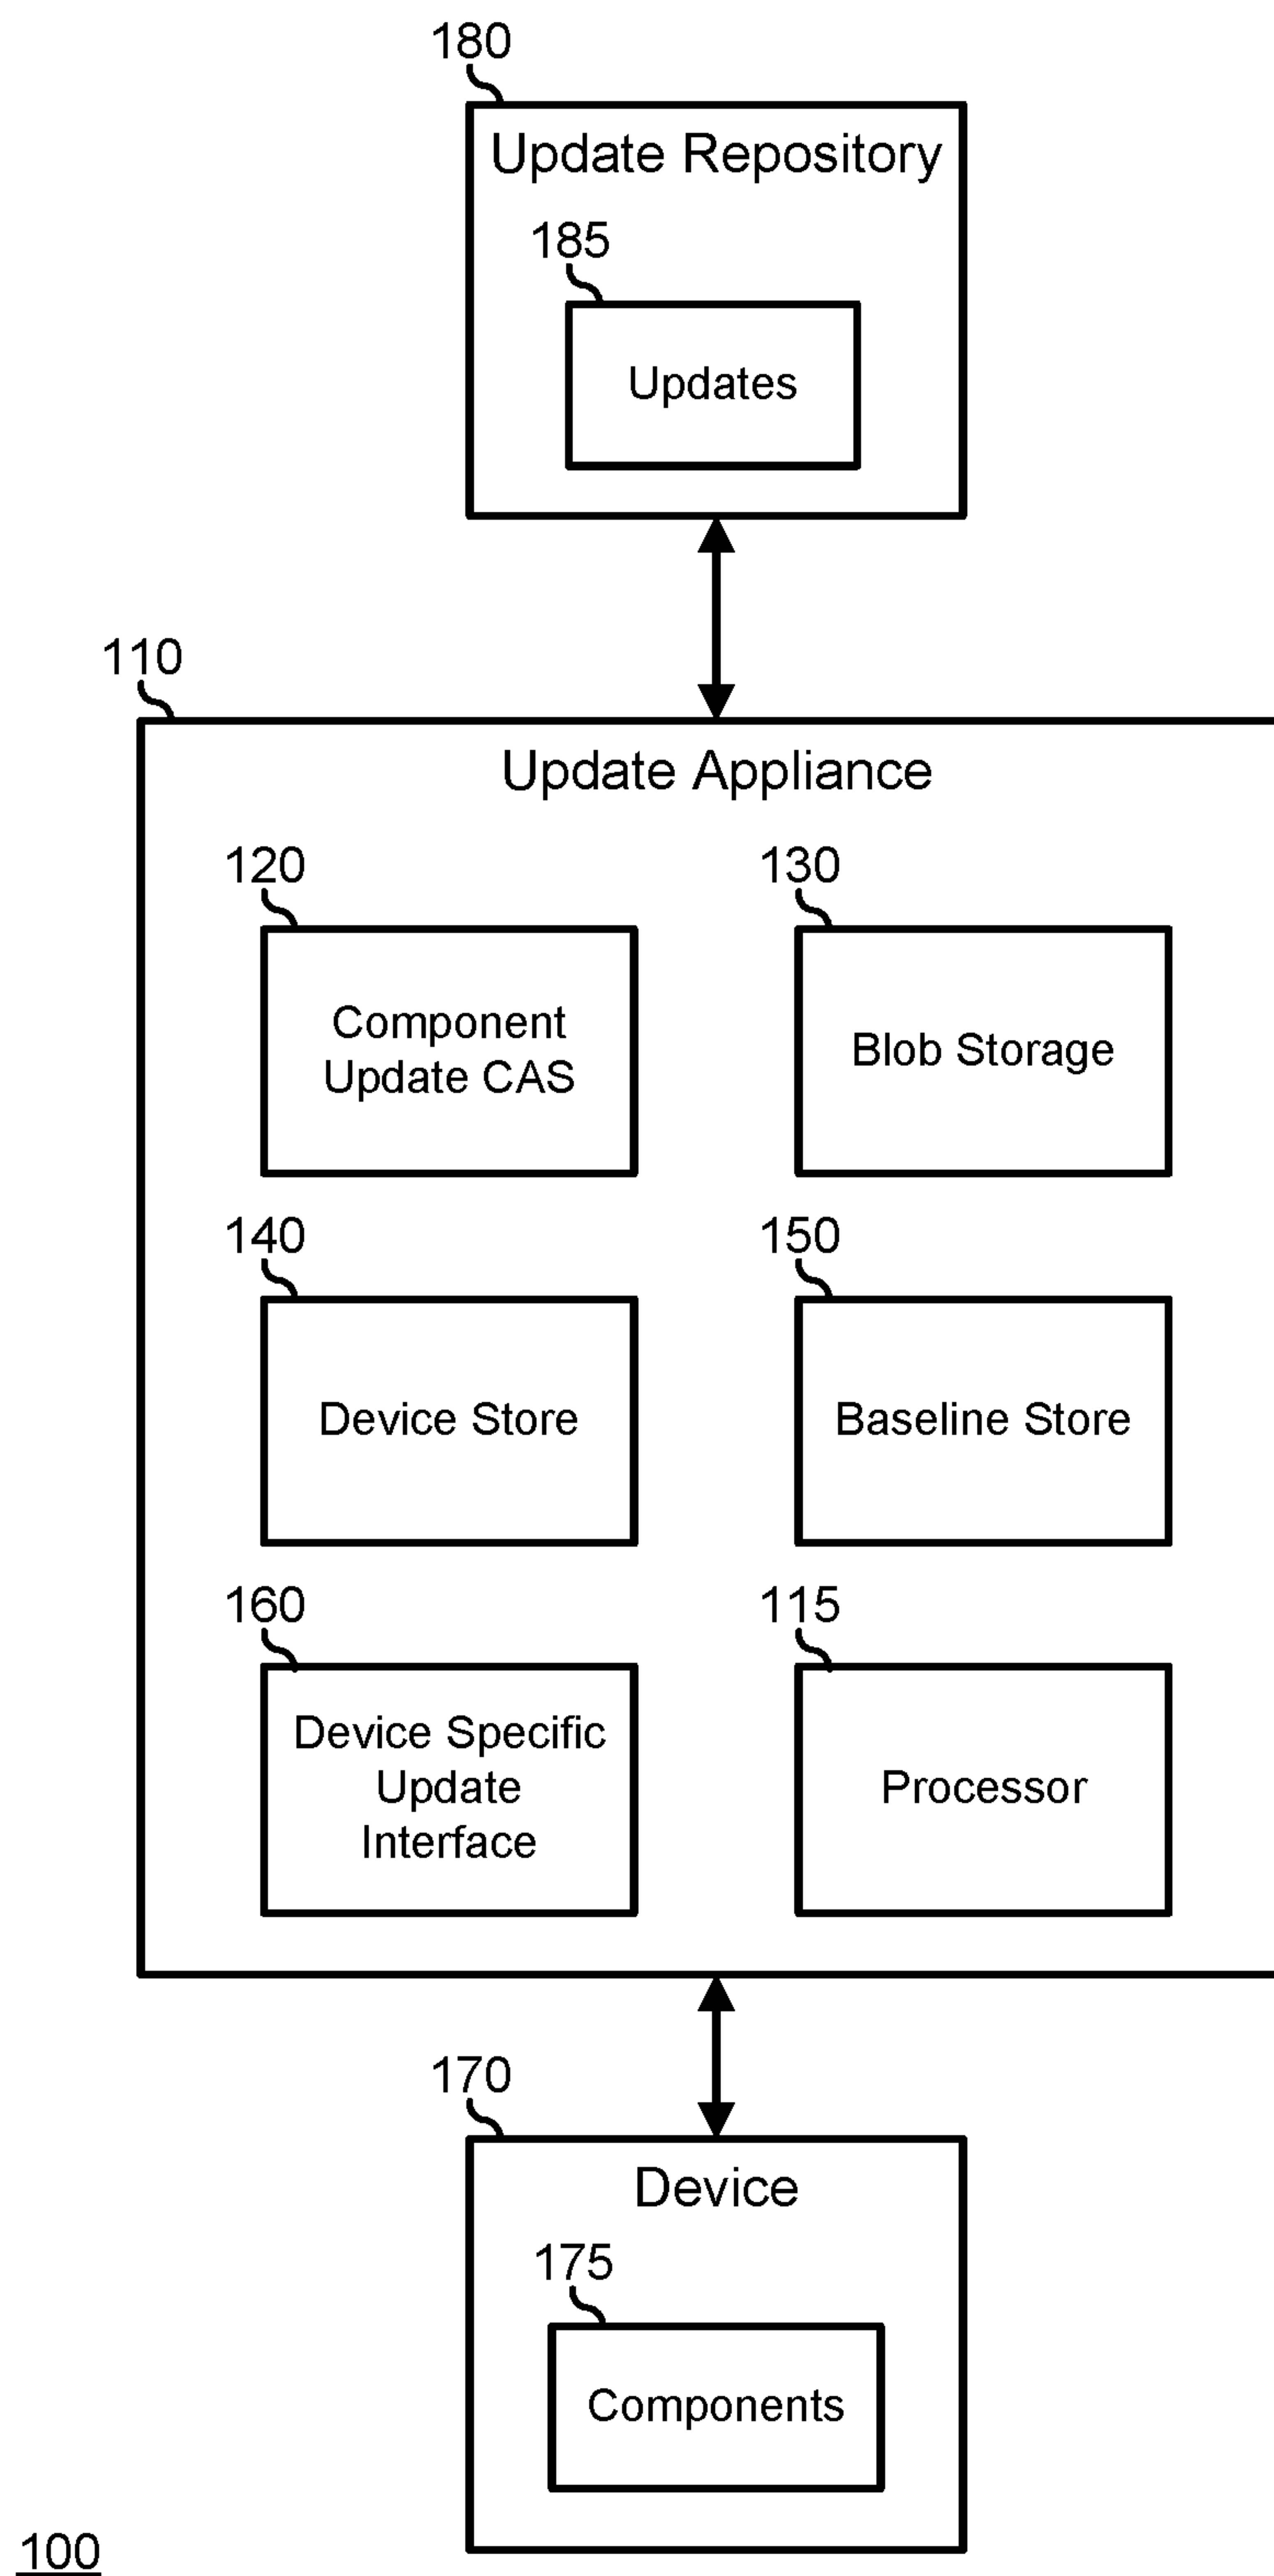 180
Update Repository
185
Updates
110
Update Appliance
120
130
Component
Update CAS
Blob Storage
140
150
Device Store
Baseline Store
160
115
Device Specific
Update
Interface
Processor
170
Device
175
Components
100